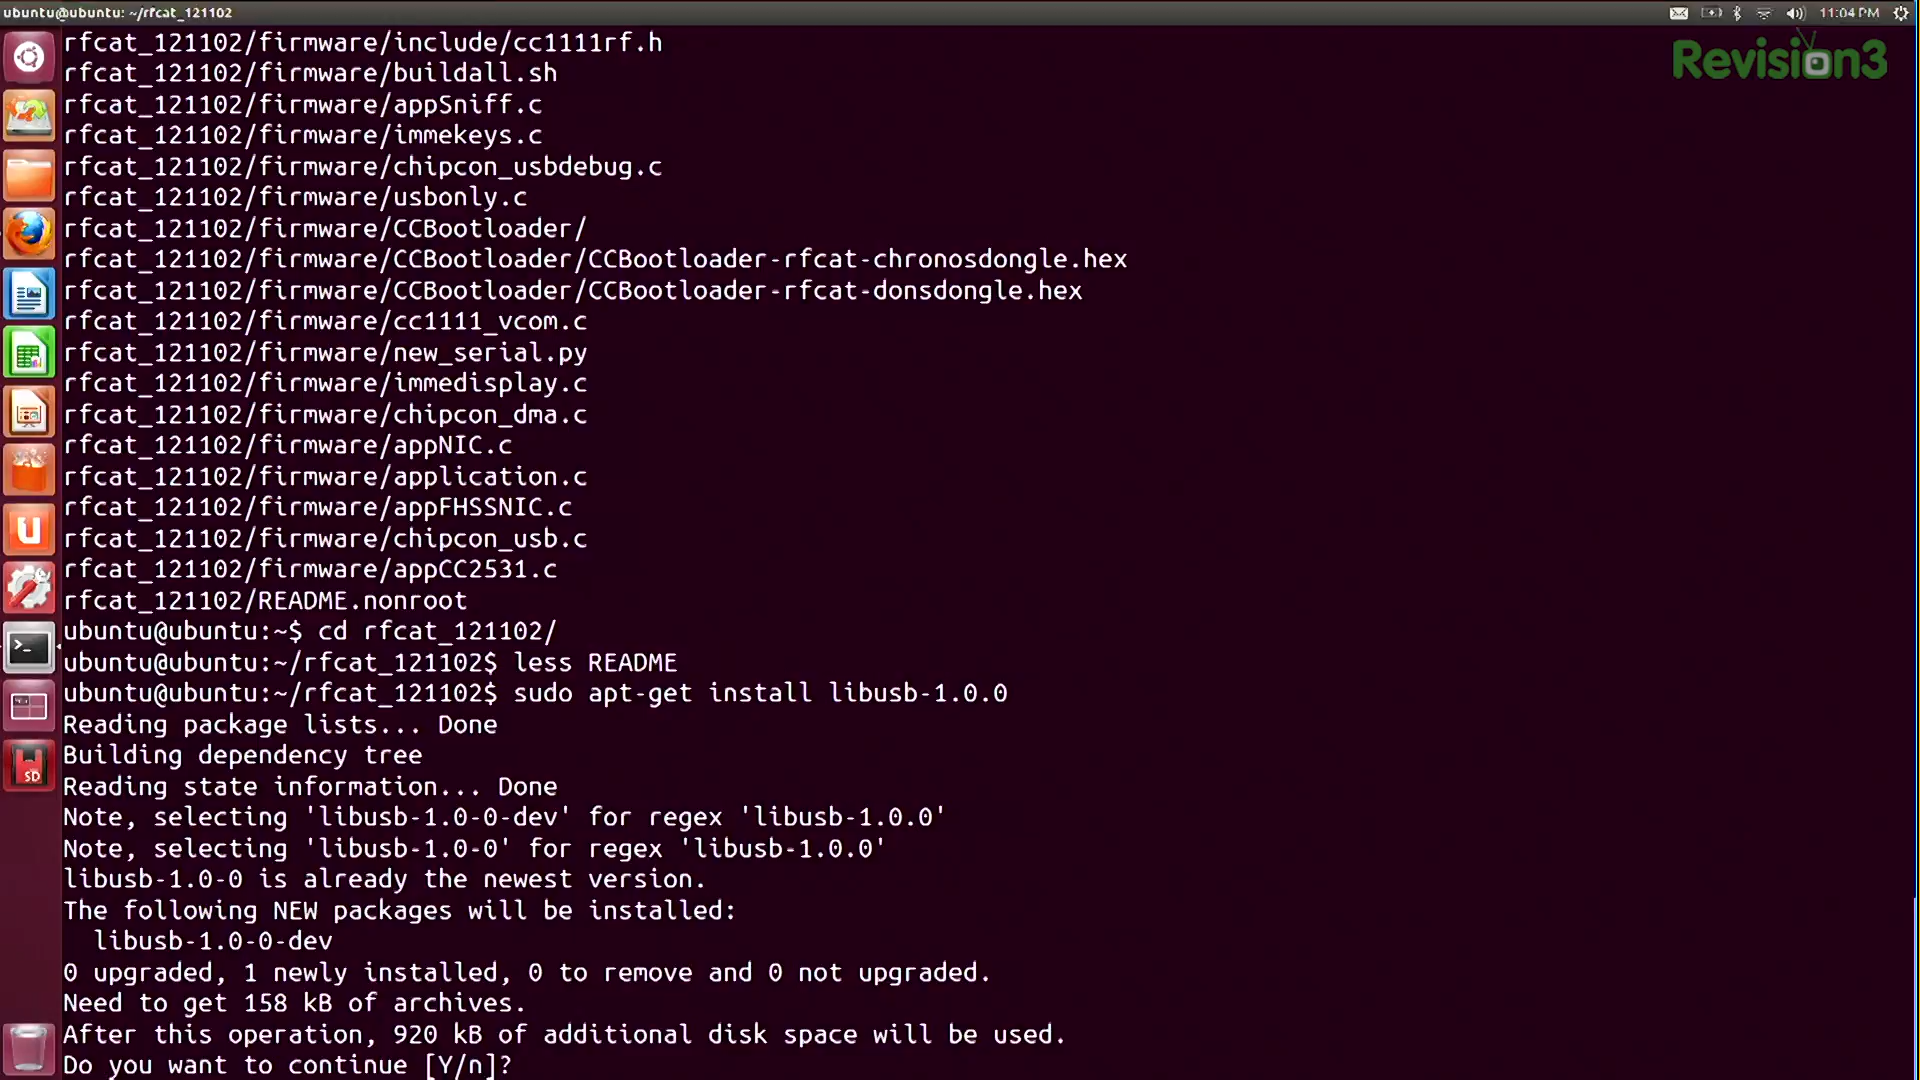 ubuntu@ubuntu: ~/rfcat_121102
11:04 PM
Revision3
rfcat_121102/firmware/include/cc1111rf.h
rfcat_121102/firmware/buildall.sh
rfcat_121102/firmware/appSniff.c
rfcat_121102/firmware/immekeys.c
rfcat_121102/firmware/chipcon_usbdebug.c
rfcat_121102/firmware/usbonly.c
rfcat_121102/firmware/CCBootloader/
rfcat_121102/firmware/CCBootloader/CCBootloader-rfcat-chronosdongle.hex
rfcat_121102/firmware/CCBootloader/CCBootloader-rfcat-donsdongle.hex
rfcat_121102/firmware/cc1111_vcom.c
rfcat_121102/firmware/new_serial.py
rfcat_121102/firmware/immedisplay.c
rfcat_121102/firmware/chipcon_dma.c
rfcat_121102/firmware/appNIC.c
rfcat_121102/firmware/application.c
rfcat_121102/firmware/appFHSSNIC.c
rfcat_121102/firmware/chipcon_usb.c
rfcat_121102/firmware/appCC2531.c
rfcat_121102/README.nonroot
ubuntu@ubuntu:~$ cd rfcat_121102/
ubuntu@ubuntu:~/rfcat_121102$ less README
ubuntu@ubuntu:~/rfcat_121102$ sudo apt-get install libusb-1.0.0
Reading package lists... Done
Building dependency tree
Reading state information... Done
Note, selecting 'libusb-1.0-0-dev' for regex 'libusb-1.0.0'
Note, selecting 'libusb-1.0-0' for regex 'libusb-1.0.0'
libusb-1.0-0 is already the newest version.
The following NEW packages will be installed:
libusb-1.0-0-dev
0 upgraded, 1 newly installed, 0 to remove and 0 not upgraded.
Need to get 158 kB of archives.
After this operation, 920 kB of additional disk space will be used.
Do you want to continue [Y/n]?
SD